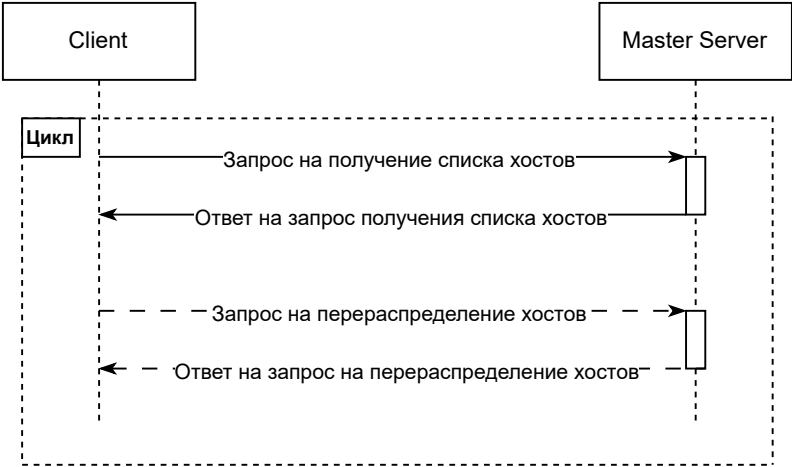 Client
Master Server
Цикл
Запрос на получение списка хостов
Ответ на запрос получения списка хостов
Запрос на перераспределение хостов
Ответ на запрос на перераспределение хостов